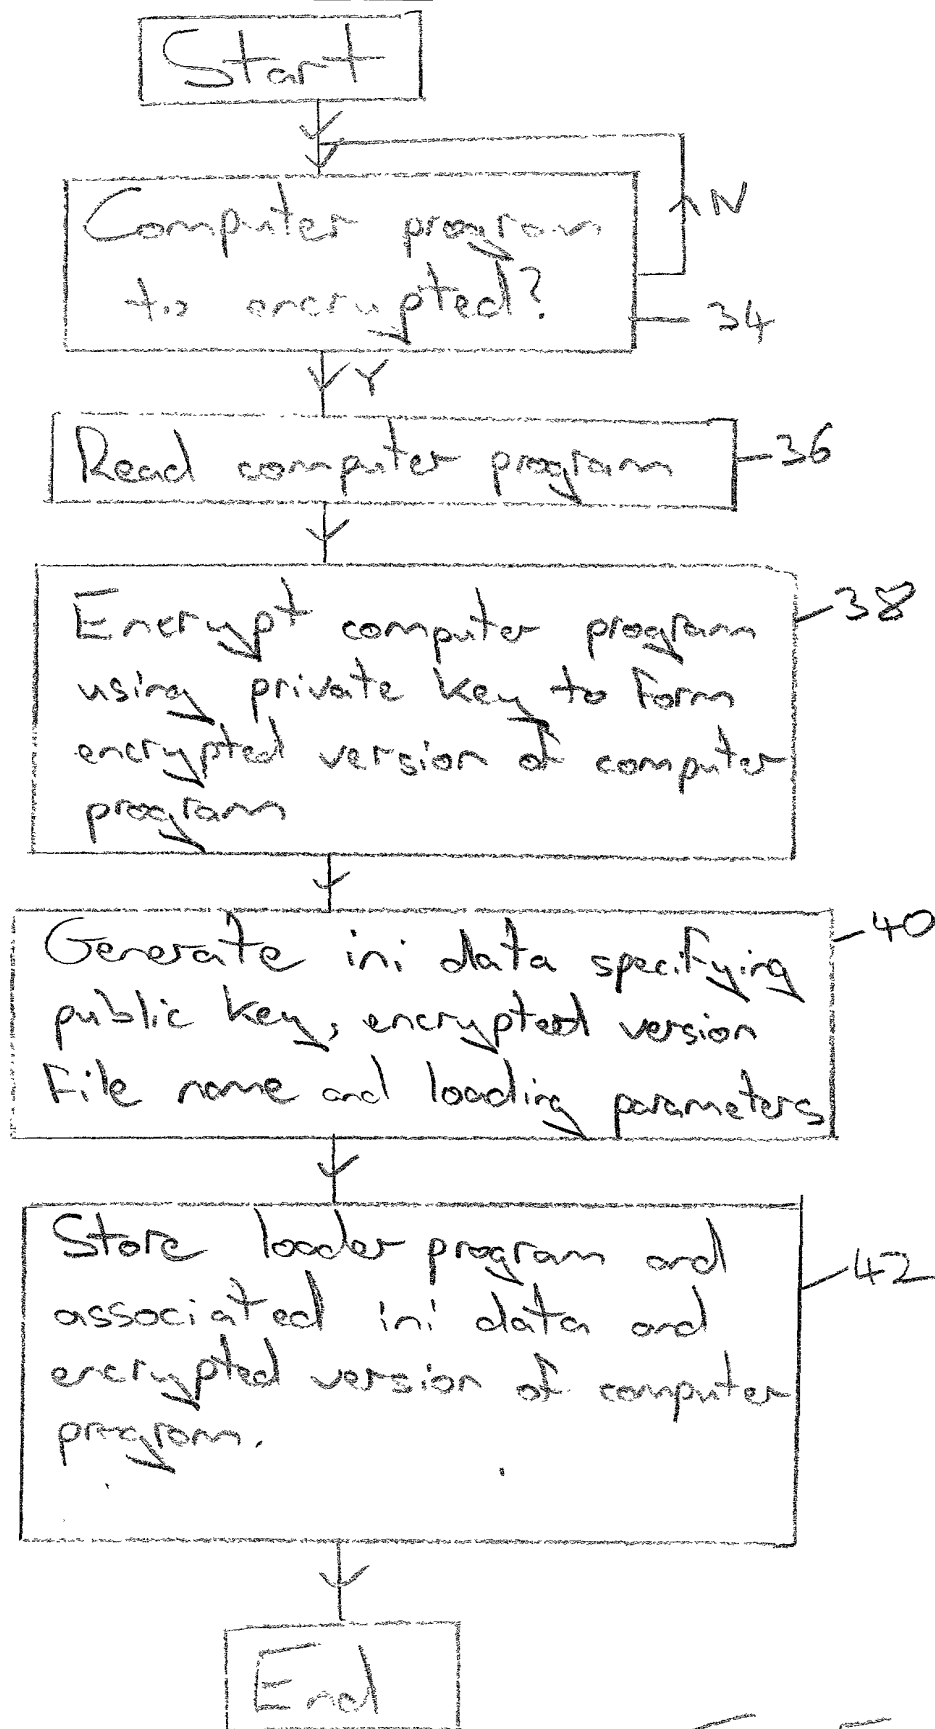 Start
N
Computer program
to encrypted?
34
Y
Read computer program
36
Encrypt computer program
using private key to form
encrypted version of computer
program
38
Generate ini data specifying
public key, encrypted version
file name and loading parameters
40
Store loader program and
associated ini data and
encrypted version of computer
program.
42
End